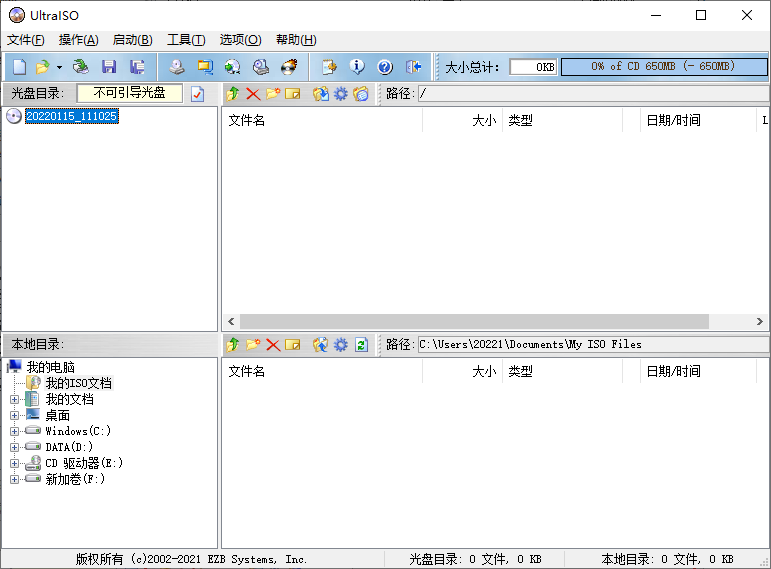 UltraISO
文件(F) 操作(A) 启动(B) 工具(T) 选项(O) 帮助(H)
大小总计: 0KB 0% of CD 650MB (- 650MB)
光盘目录: 不可引导光盘 路径: /
20220115_111025
文件名 大小 类型 日期/时间 L
本地目录: 路径: C:\Users\20221\Documents\My ISO Files
文件名 大小 类型 日期/时间
我的电脑
我的ISO文档
我的文档
桌面
Windows(C:)
DATA(D:)
CD 驱动器(E:)
新加卷(F:)
版权所有 (c)2002-2021 EZB Systems, Inc. 光盘目录: 0 文件, 0 KB 本地目录: 0 文件, 0 KB